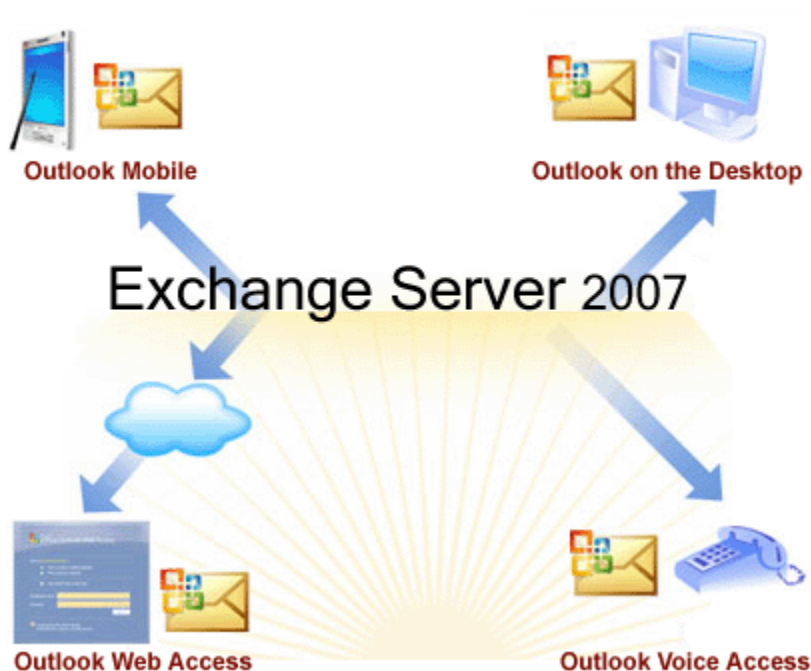 Outlook Mobile
Outlook on the Desktop
Exchange Server 2007
Outlook Web Access
Outlook Voice Access